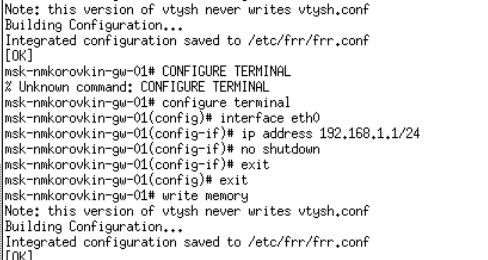 Note: this version of vtysh never writes vtysh.conf
Building Configuration...
Integrated configuration saved to /etc/frr/frr.conf
[OK]
msk-nmkorovkin-gw-01# CONFIGURE TERMINAL
% Unknown command: CONFIGURE TERMINAL
msk-nmkorovkin-gw-01# configure terminal
msk-nmkorovkin-gw-01(config)# interface eth0
msk-nmkorovkin-gw-01(config-if)# ip address 192.168.1.1/24
msk-nmkorovkin-gw-01(config-if)# no shutdown
msk-nmkorovkin-gw-01(config-if)# exit
msk-nmkorovkin-gw-01(config)# exit
msk-nmkorovkin-gw-01# write memory
Note: this version of vtysh never writes vtysh.conf
Building Configuration...
Integrated configuration saved to /etc/frr/frr.conf
[OK]